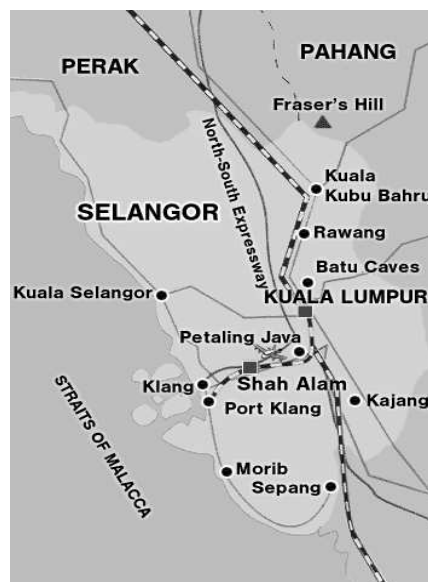 PAHANG
PERAK
Fraser's Hill
North-South Expressway
Kuala
Kubu Bahru
SELANGOR
Rawang
Batu Caves
Kuala Selangor
KUALA LUMPUR
Petaling Java
Klang
Shah Alam
Port Klang
Kajang
STRAITS OF MALACCA
Morib
Sepang